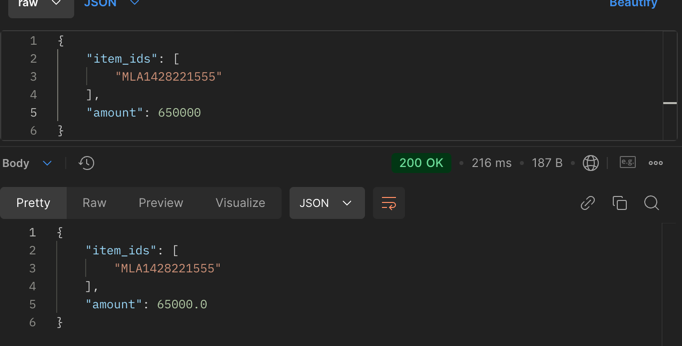 raw JSON Beautify
1 {
2 "item_ids": [
3 "MLA1428221555"
4 ],
5 "amount": 650000
6 }
Body 200 OK • 216 ms • 187 B • e.g.
Pretty Raw Preview Visualize JSON
1 {
2 "item_ids": [
3 "MLA1428221555"
4 ],
5 "amount": 65000.0
6 }